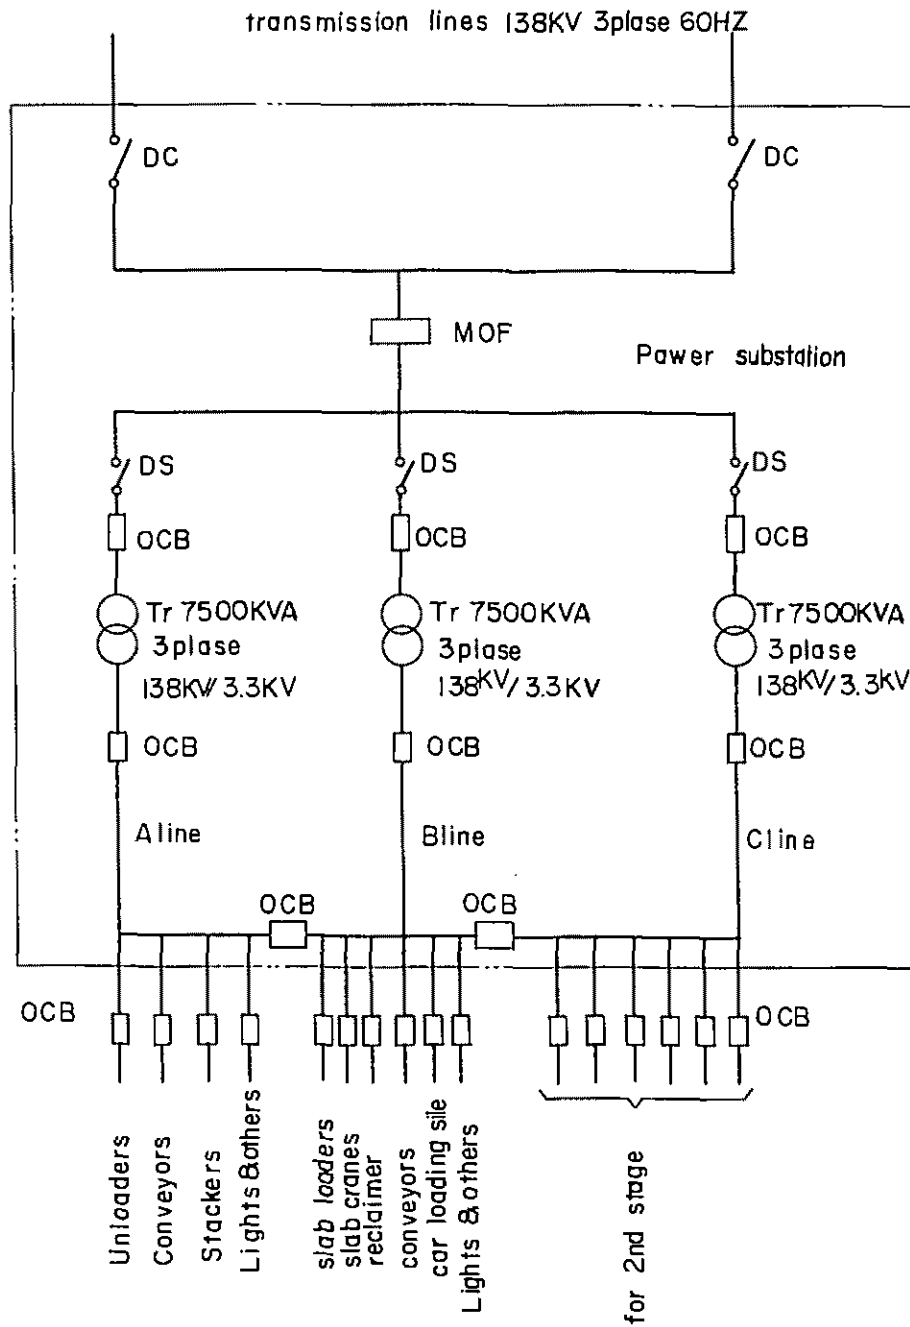 transmission lines 138KV 3plase 60HZ
DC
DC
MOF
Power substation
DS
DS
DS
OCB
OCB
OCB
Tr 7500KVA
3plase
138KV/3.3KV
Tr 7500KVA
3plase
138KV/3.3KV
Tr 7500KVA
3plase
138KV/3.3KV
OCB
OCB
OCB
A line
Bline
Cline
OCB
OCB
OCB
OCB
Unloaders
Conveyors
Stackers
Lights & others
slab loaders
slab cranes
reclaimer
conveyors
car loading sile
Lights & others
for 2nd stage